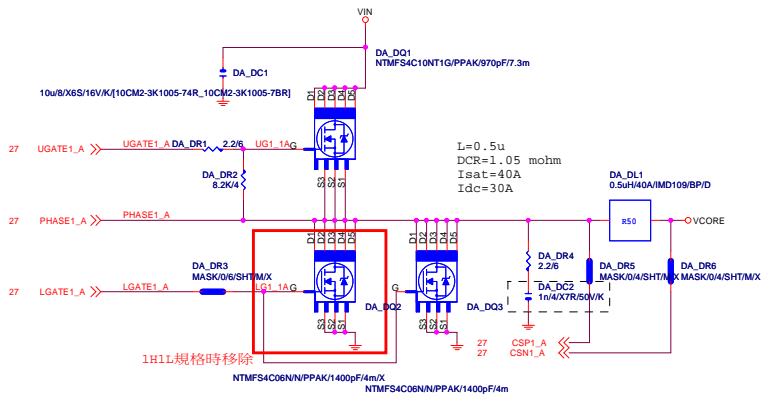 VIN
DA_DQ1
NTMFS4C10NT1G/PPAK/970pF/7.3m
DA_DC1
10u/8/X6S/16V/K/[10CM2-3K1005-74R_10CM2-3K1005-7BR]
D1
D2
D3
D4
D5
27 UGATE1_A UGATE1_A DA_DR1 2.2/6 UG1_1A G
DA_DR2
8.2K/4
S3
S2
S1
L=0.5u
DCR=1.05 mohm
Isat=40A
Idc=30A
DA_DL1
0.5uH/40A/IMD109/BP/D
27 PHASE1_A PHASE1_A
R50
VCORE
D1
D2
D3
D4
D5
D1
D2
D3
D4
D5
DA_DR3
MASK/0/6/SHT/M/X
DA_DR4
2.2/6
DA_DR5
MASK/0/4/SHT/M/X
DA_DR6
MASK/0/4/SHT/M/X
27 LGATE1_A LGATE1_A LG1_1A G
G
DA_DC2
1n/4/X7R/50V/K
DA_DQ2
DA_DQ3
S3
S2
S1
S3
S2
S1
27 CSP1_A
27 CSN1_A
1H1L規格時移除
NTMFS4C06N/N/PPAK/1400pF/4m/X
NTMFS4C06N/N/PPAK/1400pF/4m